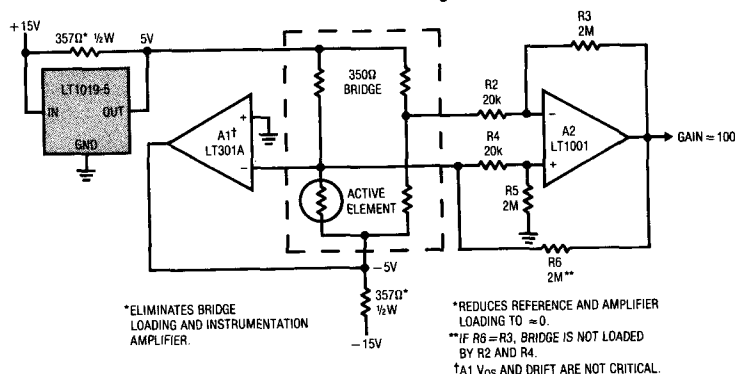 +15V
357Ω* ½W
5V
LT1019-5
IN
OUT
GND
A1†
LT301A
+
−
350Ω
BRIDGE
ACTIVE
ELEMENT
−5V
357Ω*
½W
−15V
R2
20k
R4
20k
R3
2M
−
A2
LT1001
+
GAIN ≈ 100
R5
2M
R6
2M**
*ELIMINATES BRIDGE
LOADING AND INSTRUMENTATION
AMPLIFIER.
*REDUCES REFERENCE AND AMPLIFIER
LOADING TO ≈0.
**IF R6 = R3, BRIDGE IS NOT LOADED
BY R2 AND R4.
†A1 VOS AND DRIFT ARE NOT CRITICAL.